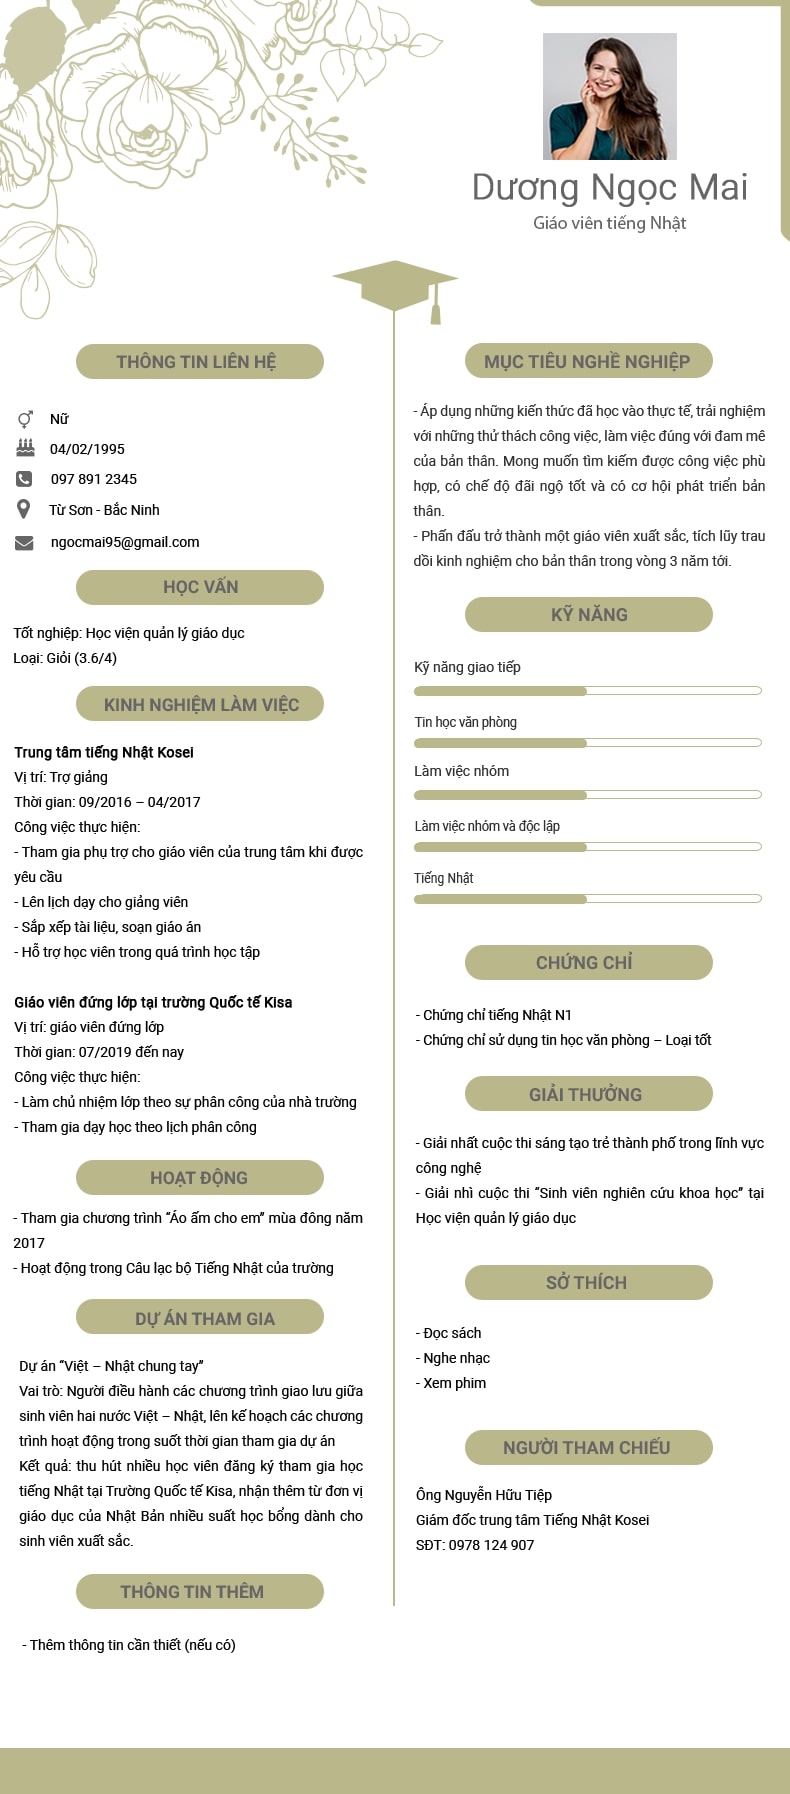 Dương Ngọc Mai
Giáo viên tiếng Nhật
THÔNG TIN LIÊN HỆ
Nữ
04/02/1995
097 891 2345
Từ Sơn - Bắc Ninh
ngocmai95@gmail.com
HỌC VẤN
Tốt nghiệp: Học viện quản lý giáo dục
Loại: Giỏi (3.6/4)
KINH NGHIỆM LÀM VIỆC
Trung tâm tiếng Nhật Kosei
Vị trí: Trợ giảng
Thời gian: 09/2016 – 04/2017
Công việc thực hiện:
- Tham gia phụ trợ cho giáo viên của trung tâm khi được
yêu cầu
- Lên lịch dạy cho giảng viên
- Sắp xếp tài liệu, soạn giáo án
- Hỗ trợ học viên trong quá trình học tập
Giáo viên đứng lớp tại trường Quốc tế Kisa
Vị trí: giáo viên đứng lớp
Thời gian: 07/2019 đến nay
Công việc thực hiện:
- Làm chủ nhiệm lớp theo sự phân công của nhà trường
- Tham gia dạy học theo lịch phân công
HOẠT ĐỘNG
- Tham gia chương trình “Áo ấm cho em” mùa đông năm
2017
- Hoạt động trong Câu lạc bộ Tiếng Nhật của trường
DỰ ÁN THAM GIA
Dự án “Việt – Nhật chung tay”
Vai trò: Người điều hành các chương trình giao lưu giữa
sinh viên hai nước Việt – Nhật, lên kế hoạch các chương
trình hoạt động trong suốt thời gian tham gia dự án
Kết quả: thu hút nhiều học viên đăng ký tham gia học
tiếng Nhật tại Trường Quốc tế Kisa, nhận thêm từ đơn vị
giáo dục của Nhật Bản nhiều suất học bổng dành cho
sinh viên xuất sắc.
THÔNG TIN THÊM
- Thêm thông tin cần thiết (nếu có)
MỤC TIÊU NGHỀ NGHIỆP
- Áp dụng những kiến thức đã học vào thực tế, trải nghiệm
với những thử thách công việc, làm việc đúng với đam mê
của bản thân. Mong muốn tìm kiếm được công việc phù
hợp, có chế độ đãi ngộ tốt và có cơ hội phát triển bản
thân.
- Phấn đấu trở thành một giáo viên xuất sắc, tích lũy trau
dồi kinh nghiệm cho bản thân trong vòng 3 năm tới.
KỸ NĂNG
Kỹ năng giao tiếp
Tin học văn phòng
Làm việc nhóm
Làm việc nhóm và độc lập
Tiếng Nhật
CHỨNG CHỈ
- Chứng chỉ tiếng Nhật N1
- Chứng chỉ sử dụng tin học văn phòng – Loại tốt
GIẢI THƯỞNG
- Giải nhất cuộc thi sáng tạo trẻ thành phố trong lĩnh vực
công nghệ
- Giải nhì cuộc thi “Sinh viên nghiên cứu khoa học” tại
Học viện quản lý giáo dục
SỞ THÍCH
- Đọc sách
- Nghe nhạc
- Xem phim
NGƯỜI THAM CHIẾU
Ông Nguyễn Hữu Tiệp
Giám đốc trung tâm Tiếng Nhật Kosei
SĐT: 0978 124 907